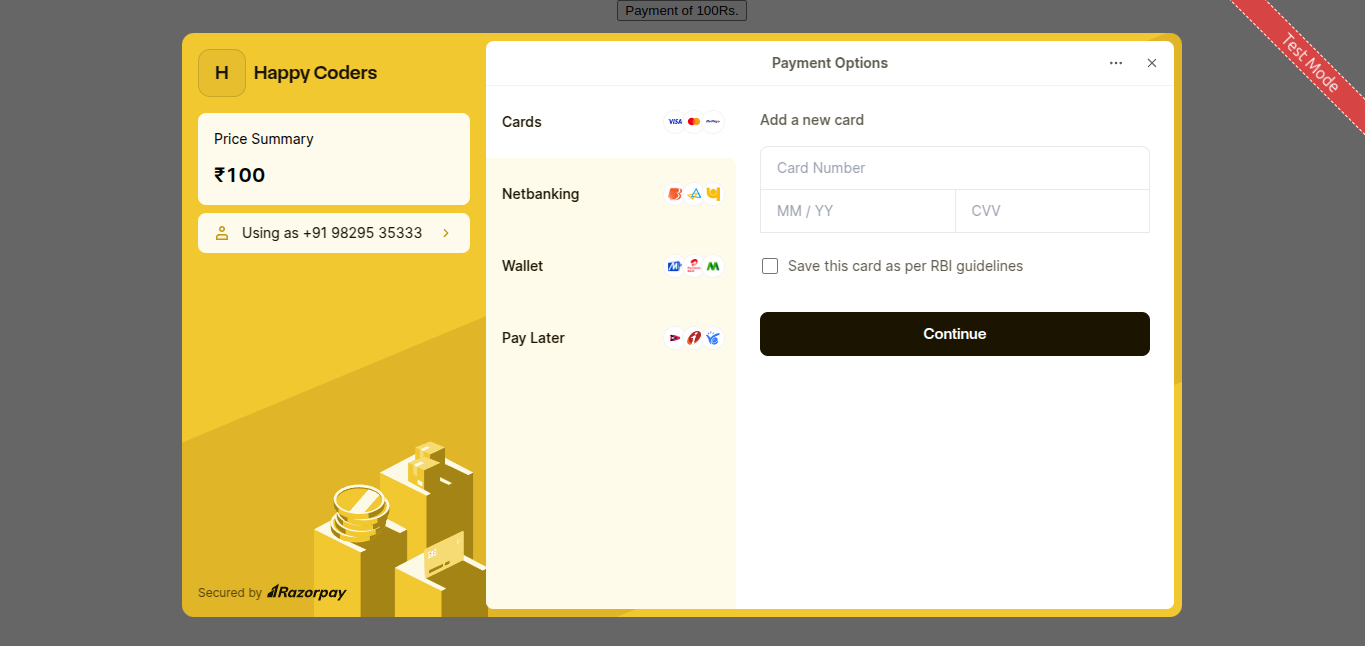 Payment of 100Rs.
Test Mode
H
Happy Coders
Price Summary
₹100
Using as +91 98295 35333
Secured by Razorpay
Payment Options
Cards
VISA
Netbanking
Wallet
Pay Later
Add a new card
Card Number
MM / YY
CVV
Save this card as per RBI guidelines
Continue